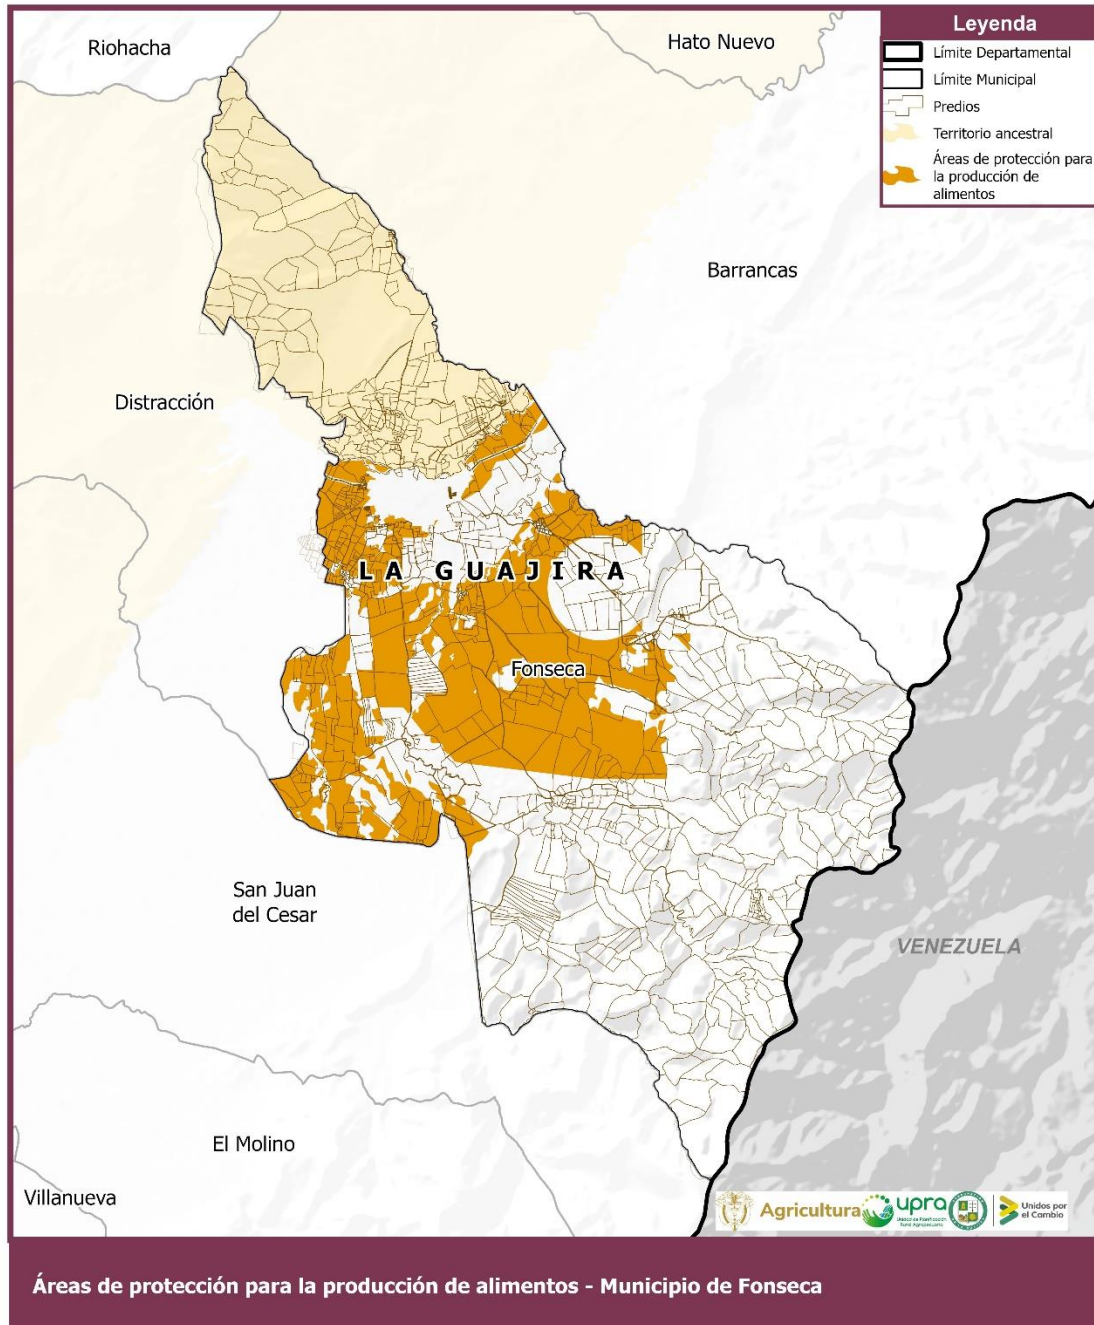 Riohacha
Hato Nuevo
Leyenda
Límite Departamental
Límite Municipal
Predios
Territorio ancestral
Áreas de protección para
la producción de
alimentos
Barrancas
Distracción
LA GUAJIRA
Fonseca
San Juan
del Cesar
VENEZUELA
El Molino
Villanueva
Agricultura
upra
Unidos por
el Cambio
Áreas de protección para la producción de alimentos - Municipio de Fonseca